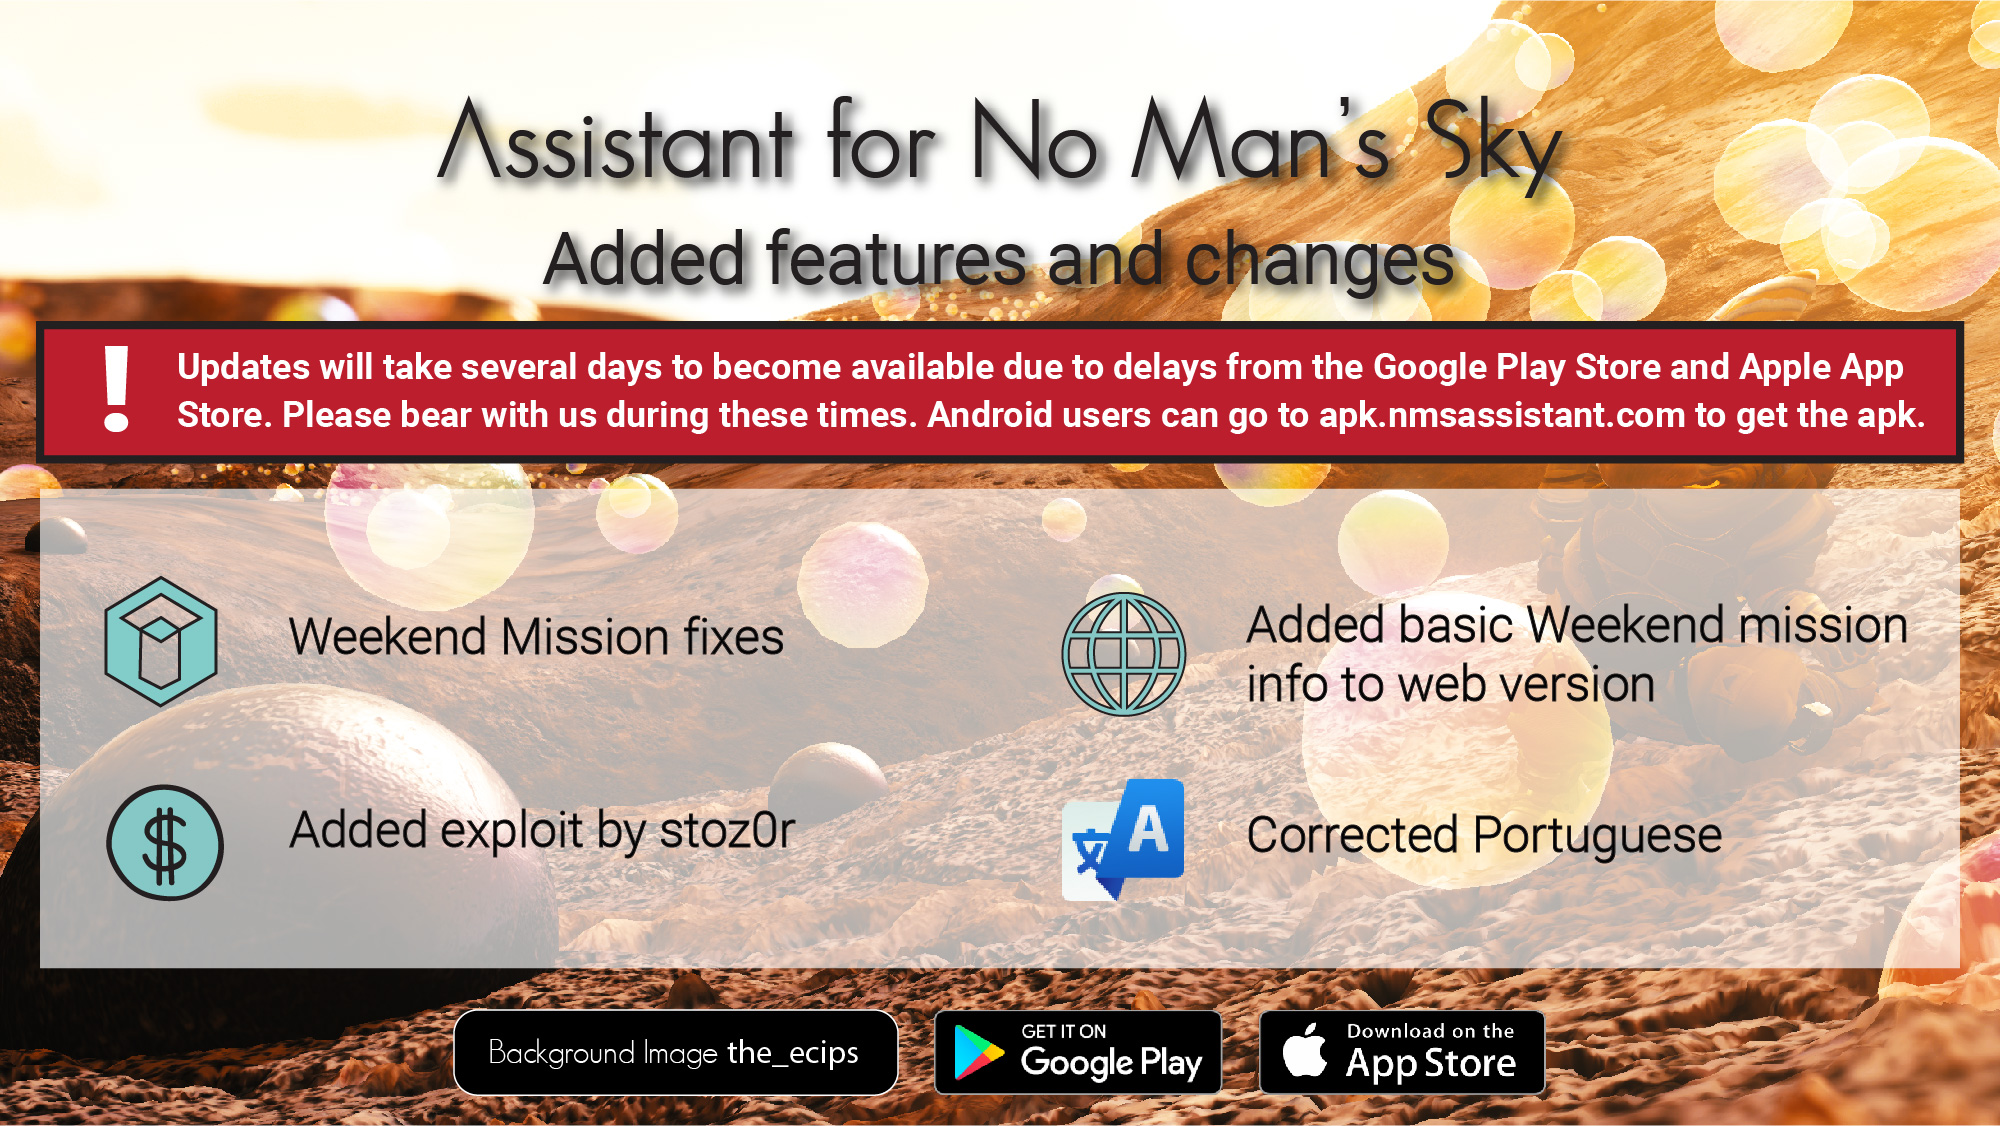 Assistant for No Man's Sky
Added features and changes
! Updates will take several days to become available due to delays from the Google Play Store and Apple App
Store. Please bear with us during these times. Android users can go to apk.nmsassistant.com to get the apk.
Weekend Mission fixes
Added basic Weekend mission
info to web version
$ Added exploit by stoz0r
文 A Corrected Portuguese
Background Image the_ecips
GET IT ON
Google Play
Download on the
App Store